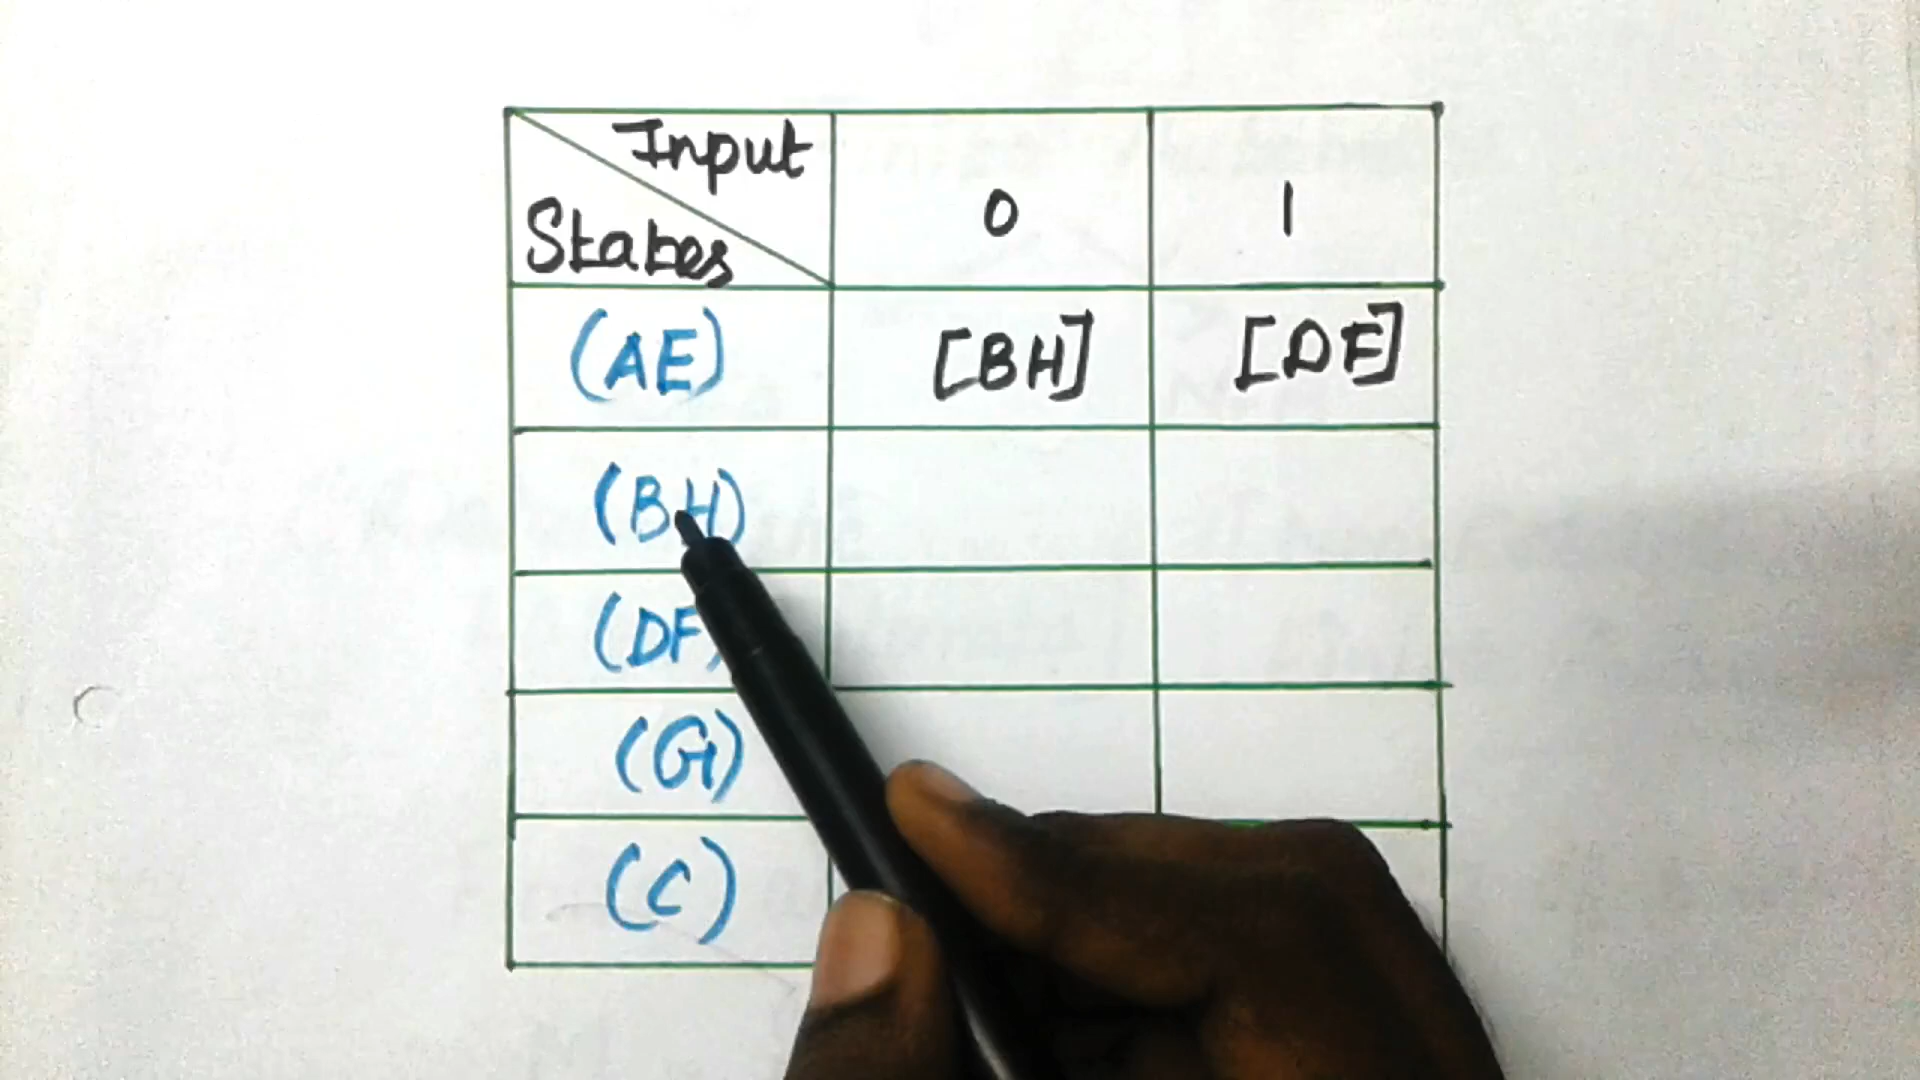 Input
States
0
1
(AE)
[BH]
[DF]
(BH)
(DF)
(G)
(C)